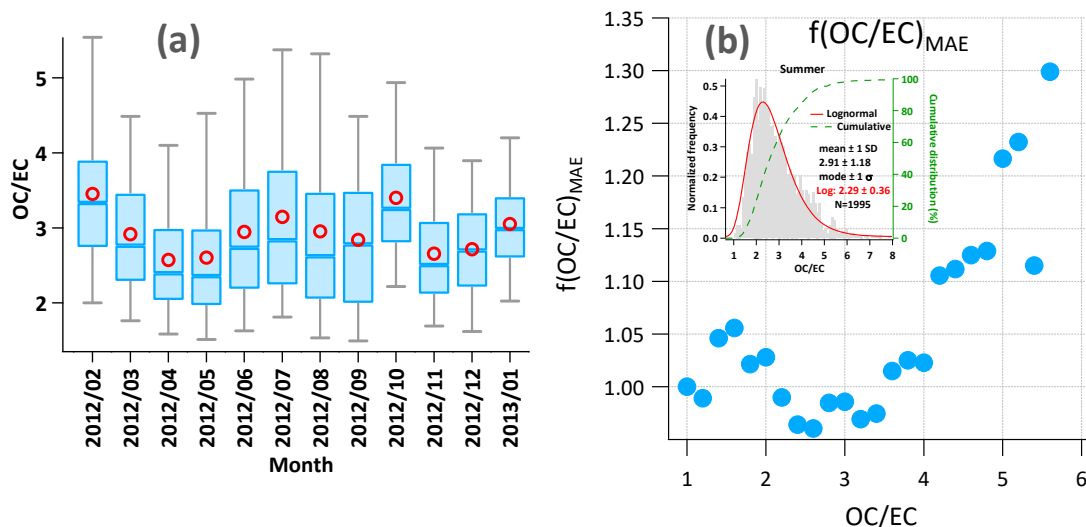 (a)
OC/EC
5
4
3
2
2012/02
2012/03
2012/04
2012/05
2012/06
2012/07
2012/08
2012/09
2012/10
2012/11
2012/12
2013/01
Month
(b)
f(OC/EC)MAE
f(OC/EC)MAE
1.35
1.30
1.25
1.20
1.15
1.10
1.05
1.00
1 2 3 4 5 6
OC/EC
Summer
Normalized frequency
0.5
0.4
0.3
0.2
0.1
0.0
Lognormal
Cumulative
mean ± 1 SD
2.91 ± 1.18
mode ± 1 σ
Log: 2.29 ± 0.36
N=1995
100
80
60
40
20
0
Cumulative distribution (%)
1 2 3 4 5 6 7 8
OC/EC